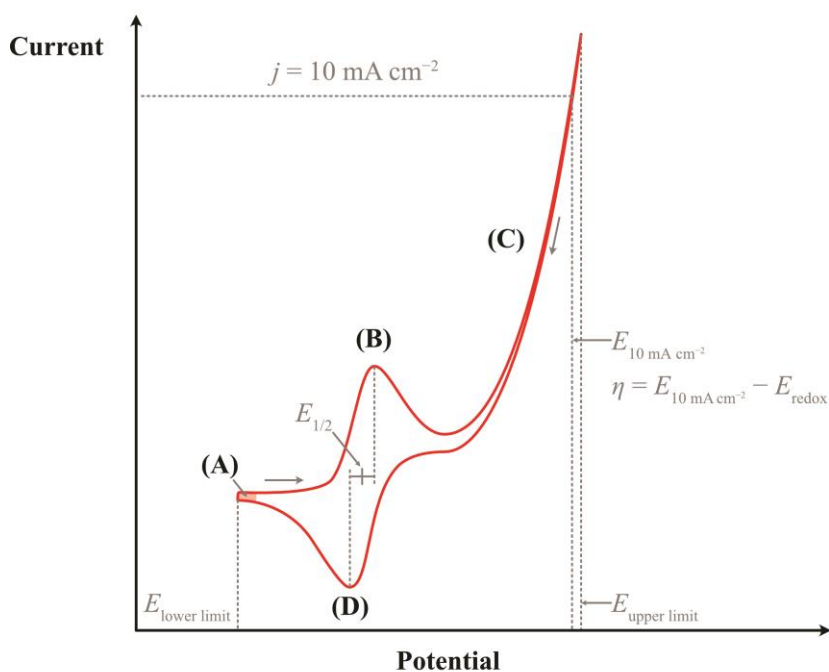 Current
j = 10 mA cm⁻²
(C)
(B)
E₁₀ mA cm⁻²
η = E₁₀ mA cm⁻² − E_redox
E₁/₂
(A)
E_lower limit
(D)
E_upper limit
Potential